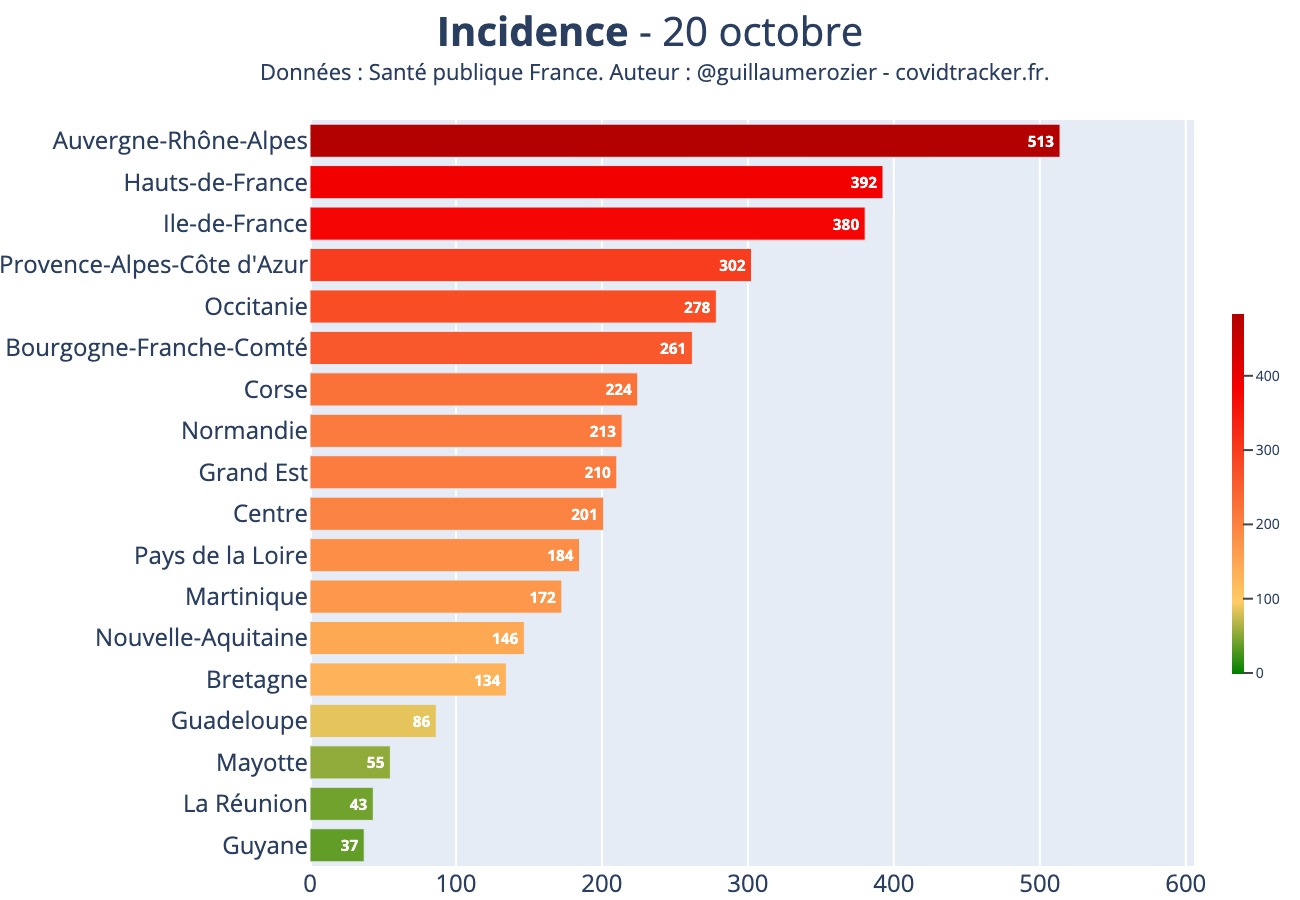 Incidence - 20 octobre
Données : Santé publique France. Auteur : @guillaumerozier - covidtracker.fr.
Auvergne-Rhône-Alpes 513
Hauts-de-France 392
Ile-de-France 380
Provence-Alpes-Côte d'Azur 302
Occitanie 278
Bourgogne-Franche-Comté 261
Corse 224
Normandie 213
Grand Est 210
Centre 201
Pays de la Loire 184
Martinique 172
Nouvelle-Aquitaine 146
Bretagne 134
Guadeloupe 86
Mayotte 55
La Réunion 43
Guyane 37
0 100 200 300 400 500 600
400
300
200
100
0